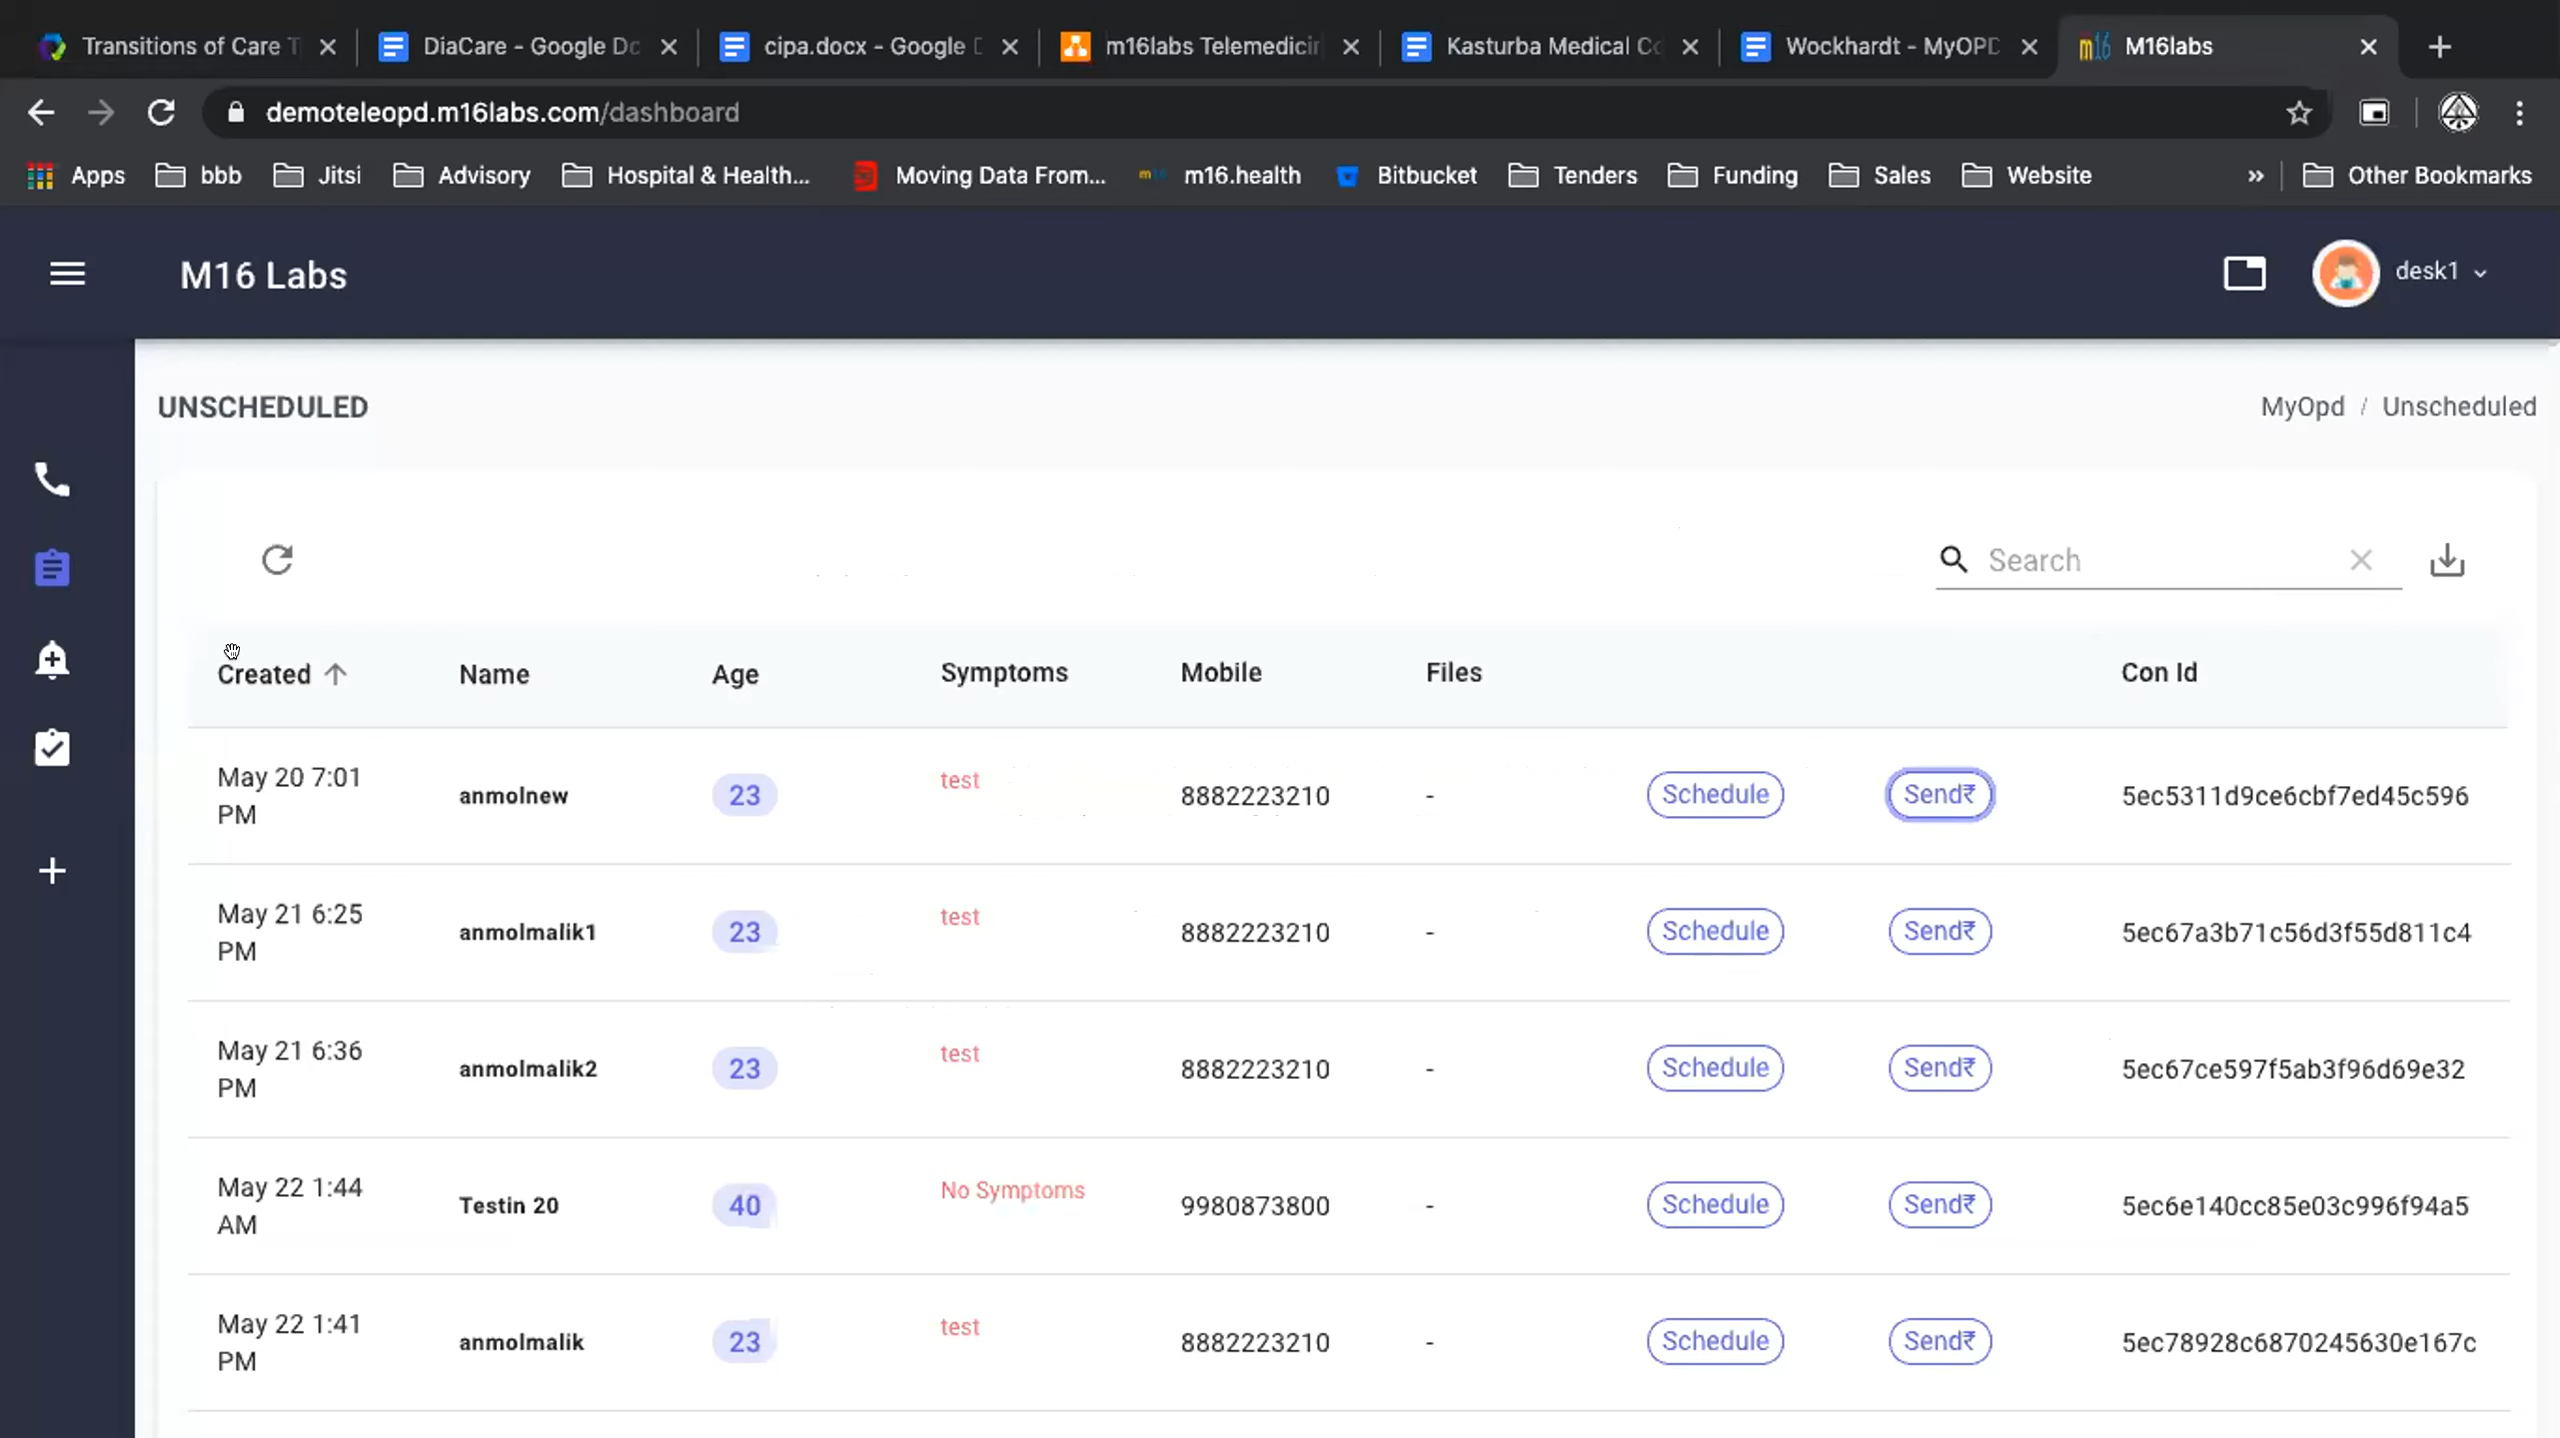 Transitions of Care T
DiaCare - Google Dc
cipa.docx - Google D
m16labs Telemedicin
Kasturba Medical Co
Wockhardt - MyOPD
m16 M16labs
demoteleopd.m16labs.com/dashboard
Apps bbb Jitsi Advisory Hospital & Health... Moving Data From... m16.health Bitbucket Tenders Funding Sales Website » Other Bookmarks
M16 Labs desk1
UNSCHEDULED MyOpd / Unscheduled
Search
Created Name Age Symptoms Mobile Files Con Id
May 20 7:01
PM
anmolnew 23 test 8882223210 - Schedule Send₹ 5ec5311d9ce6cbf7ed45c596
May 21 6:25
PM
anmolmalik1 23 test 8882223210 - Schedule Send₹ 5ec67a3b71c56d3f55d811c4
May 21 6:36
PM
anmolmalik2 23 test 8882223210 - Schedule Send₹ 5ec67ce597f5ab3f96d69e32
May 22 1:44
AM
Testin 20 40 No Symptoms 9980873800 - Schedule Send₹ 5ec6e140cc85e03c996f94a5
May 22 1:41
PM
anmolmalik 23 test 8882223210 - Schedule Send₹ 5ec78928c6870245630e167c